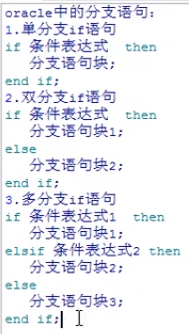 oracle中的分支语句：
1.单分支if语句
if 条件表达式 then
分支语句块;
end if;
2.双分支if语句
if 条件表达式 then
分支语句块1;
else
分支语句块2;
end if;
3.多分支if语句
if 条件表达式1 then
分支语句块1;
elsif 条件表达式2 then
分支语句块2;
else
分支语句块3;
end if;